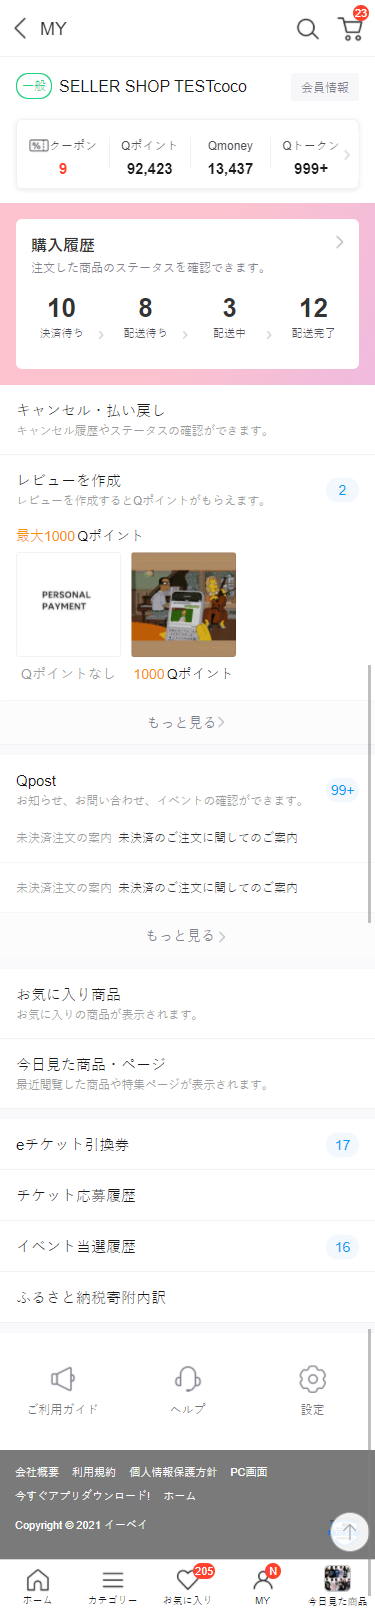 MY
23
一般 SELLER SHOP TESTcoco 会員情報
クーポン Qポイント Qmoney Qトークン
9 92,423 13,437 999+
購入履歴
注文した商品のステータスを確認できます。
10 8 3 12
決済待ち 配送待ち 配送中 配送完了
キャンセル・払い戻し
キャンセル履歴やステータスの確認ができます。
レビューを作成
レビューを作成するとQポイントがもらえます。
2
最大1000 Qポイント
PERSONAL
PAYMENT
Qポイントなし 1000 Qポイント
もっと見る
Qpost
お知らせ、お問い合わせ、イベントの確認ができます。
99+
未決済注文の案内 未決済のご注文に関してのご案内
未決済注文の案内 未決済のご注文に関してのご案内
もっと見る
お気に入り商品
お気に入りの商品が表示されます。
今日見た商品・ページ
最近閲覧した商品や特集ページが表示されます。
eチケット引換券 17
チケット応募履歴
イベント当選履歴 16
ふるさと納税寄附内訳
ご利用ガイド ヘルプ 設定
会社概要 利用規約 個人情報保護方針 PC画面
今すぐアプリダウンロード! ホーム
Copyright © 2021 イーベイ
205 N
ホーム カテゴリー お気に入り MY 今日見た商品